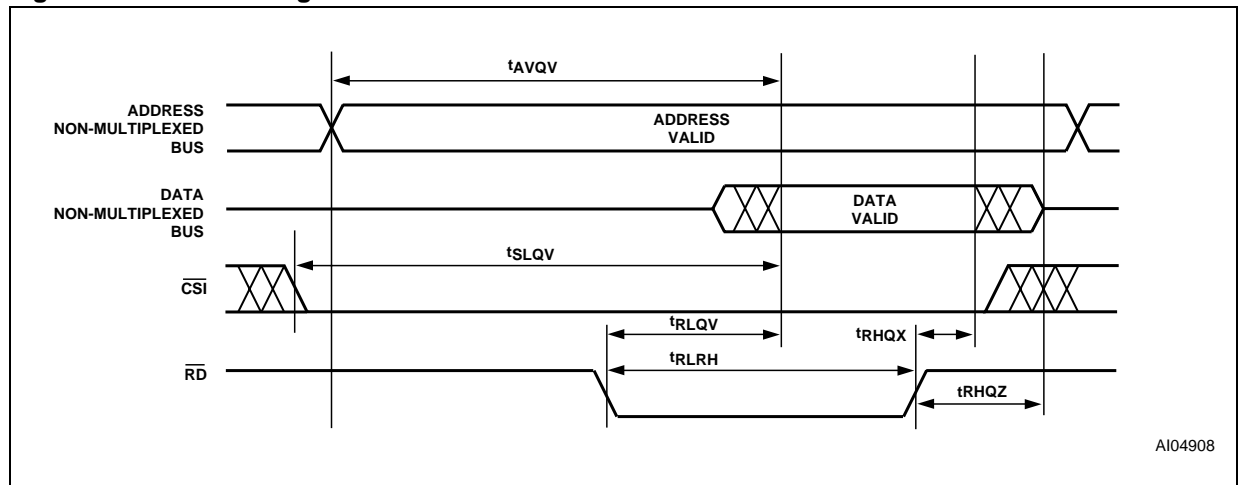 tAVQV
ADDRESS
NON-MULTIPLEXED
BUS
ADDRESS
VALID
DATA
NON-MULTIPLEXED
BUS
DATA
VALID
tSLQV
CSI
tRLQV
tRHQX
tRLRH
RD
tRHQZ
AI04908